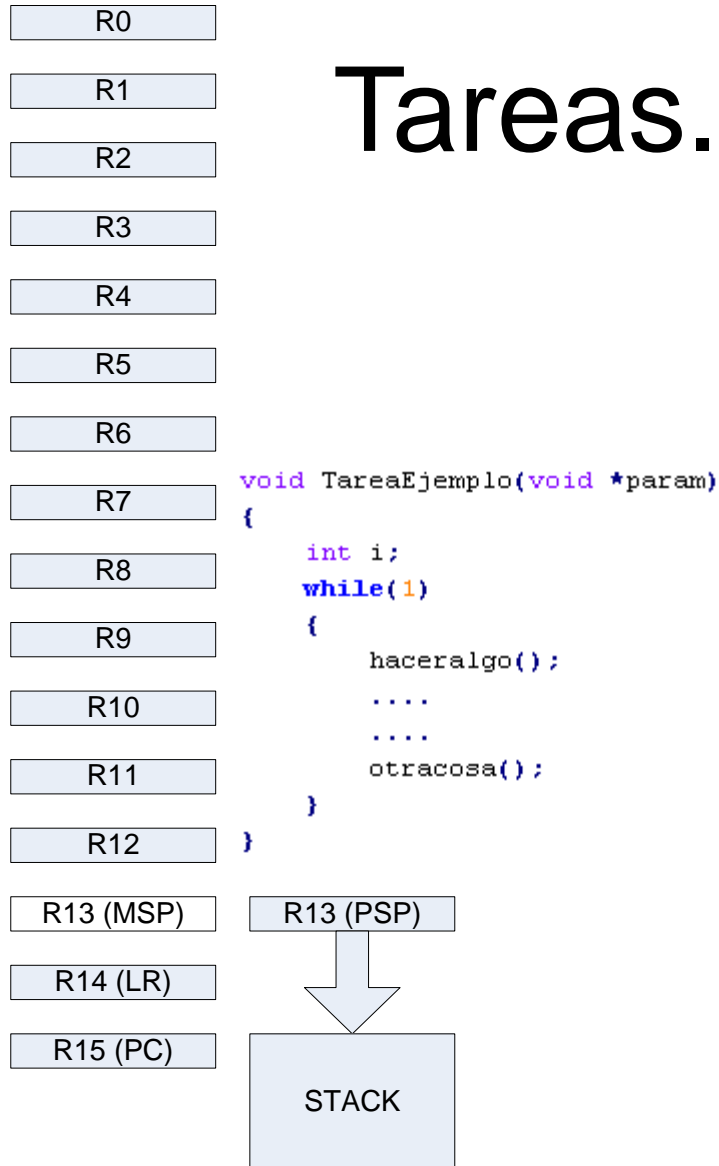 Tareas.
R0
R1
R2
R3
R4
R5
R6
R7
R8
R9
R10
R11
R12
R13 (MSP)
R14 (LR)
R15 (PC)
void TareaEjemplo(void *param)
{
int i;
while(1)
{
haceralgo();
....
....
otracosa();
}
}
R13 (PSP)
STACK